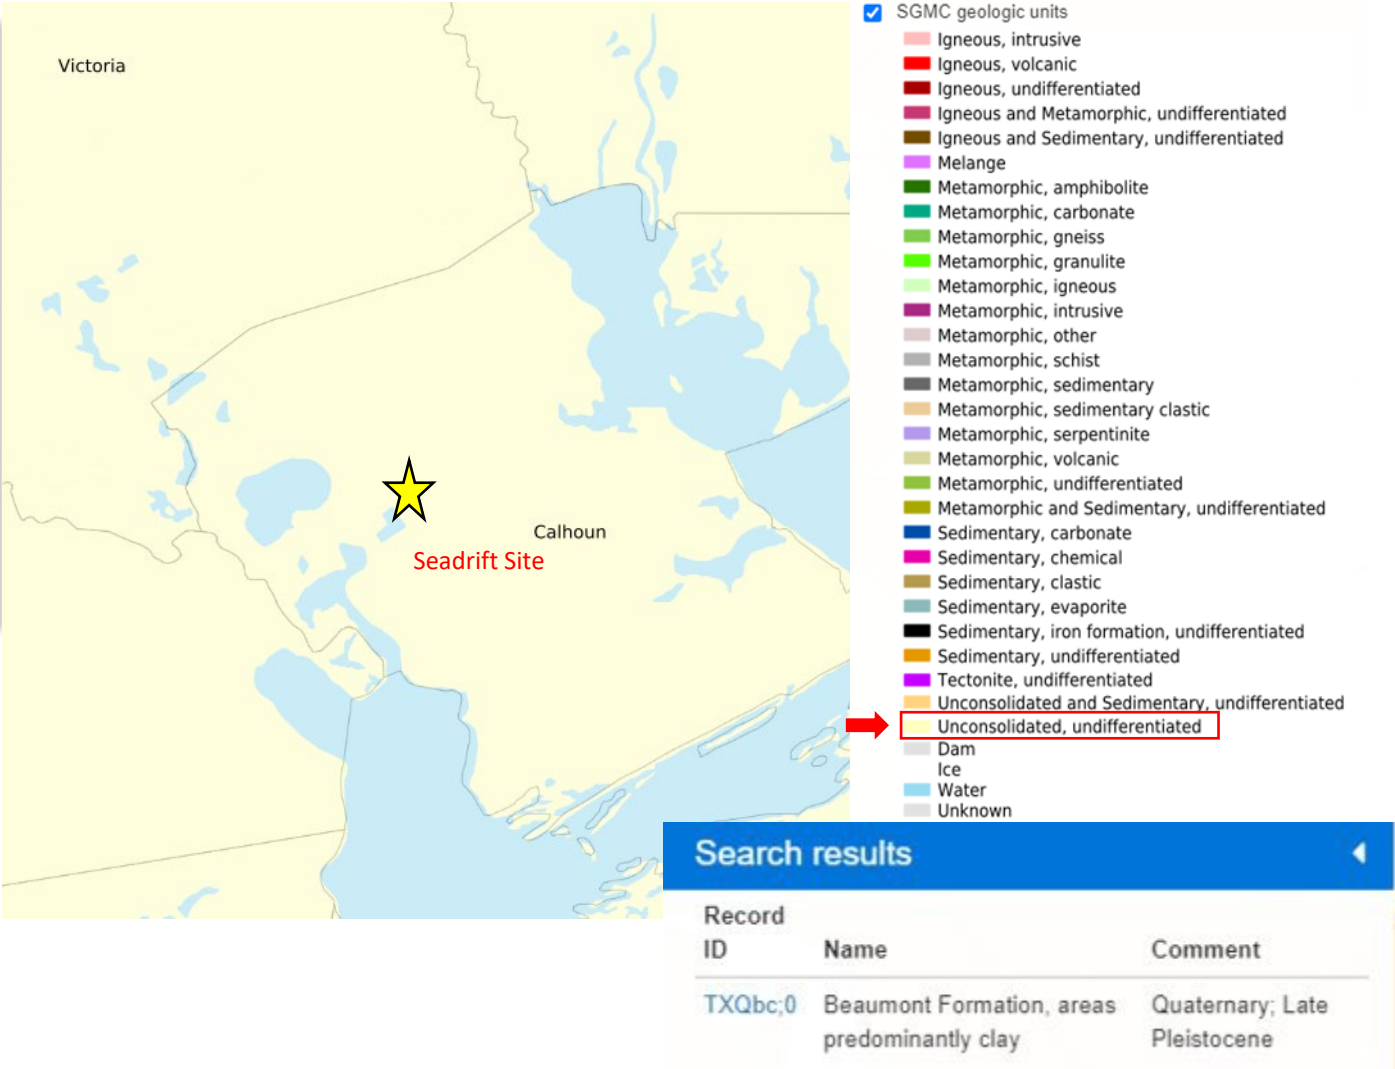 Victoria
Calhoun
Seadrift Site
SGMC geologic units
Igneous, intrusive
Igneous, volcanic
Igneous, undifferentiated
Igneous and Metamorphic, undifferentiated
Igneous and Sedimentary, undifferentiated
Melange
Metamorphic, amphibolite
Metamorphic, carbonate
Metamorphic, gneiss
Metamorphic, granulite
Metamorphic, igneous
Metamorphic, intrusive
Metamorphic, other
Metamorphic, schist
Metamorphic, sedimentary
Metamorphic, sedimentary clastic
Metamorphic, serpentinite
Metamorphic, volcanic
Metamorphic, undifferentiated
Metamorphic and Sedimentary, undifferentiated
Sedimentary, carbonate
Sedimentary, chemical
Sedimentary, clastic
Sedimentary, evaporite
Sedimentary, iron formation, undifferentiated
Sedimentary, undifferentiated
Tectonite, undifferentiated
Unconsolidated and Sedimentary, undifferentiated
Unconsolidated, undifferentiated
Dam
Ice
Water
Unknown
Search results
Record
ID Name Comment
TXQbc;0 Beaumont Formation, areas Quaternary; Late
predominantly clay Pleistocene